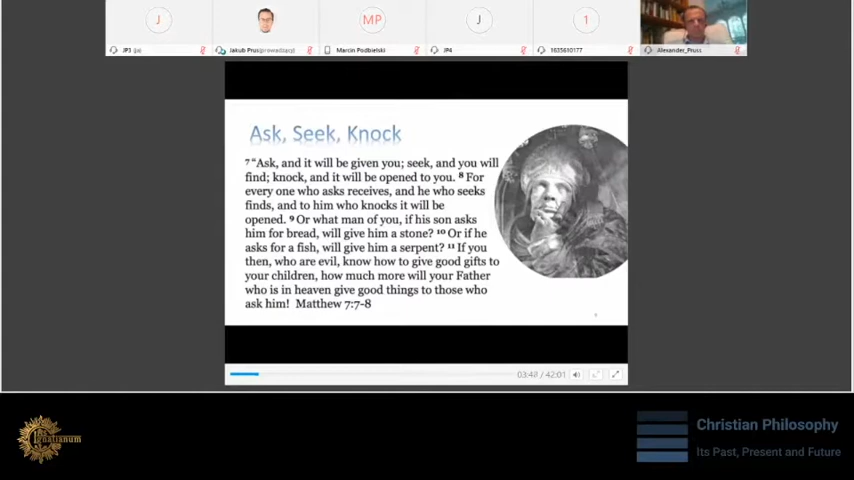 J
MP
J
1
JP3 (ja)
Jakub Prus(prowadzący)
Marcin Podbielski
JP4
1635610177
Alexander_Pruss
Ask, Seek, Knock
7 “Ask, and it will be given you; seek, and you will
find; knock, and it will be opened to you. 8 For
every one who asks receives, and he who seeks
finds, and to him who knocks it will be
opened. 9 Or what man of you, if his son asks
him for bread, will give him a stone? 10 Or if he
asks for a fish, will give him a serpent? 11 If you
then, who are evil, know how to give good gifts to
your children, how much more will your Father
who is in heaven give good things to those who
ask him! Matthew 7:7-8
03:48 / 42:01
Ignatianum
Christian Philosophy
Its Past, Present and Future